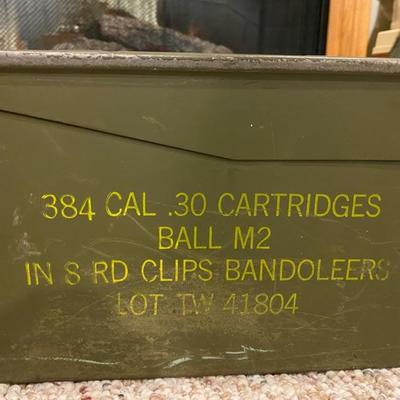 384 CAL .30 CARTRIDGES
BALL M2
IN 8 RD CLIPS BANDOLEERS
LOT TW 41804